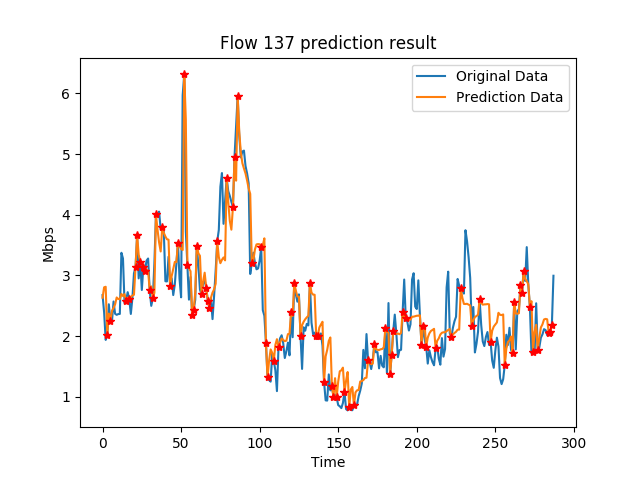 Flow 137 prediction result
Original Data
Prediction Data
Mbps
6
5
4
3
2
1
0 50 100 150 200 250 300
Time